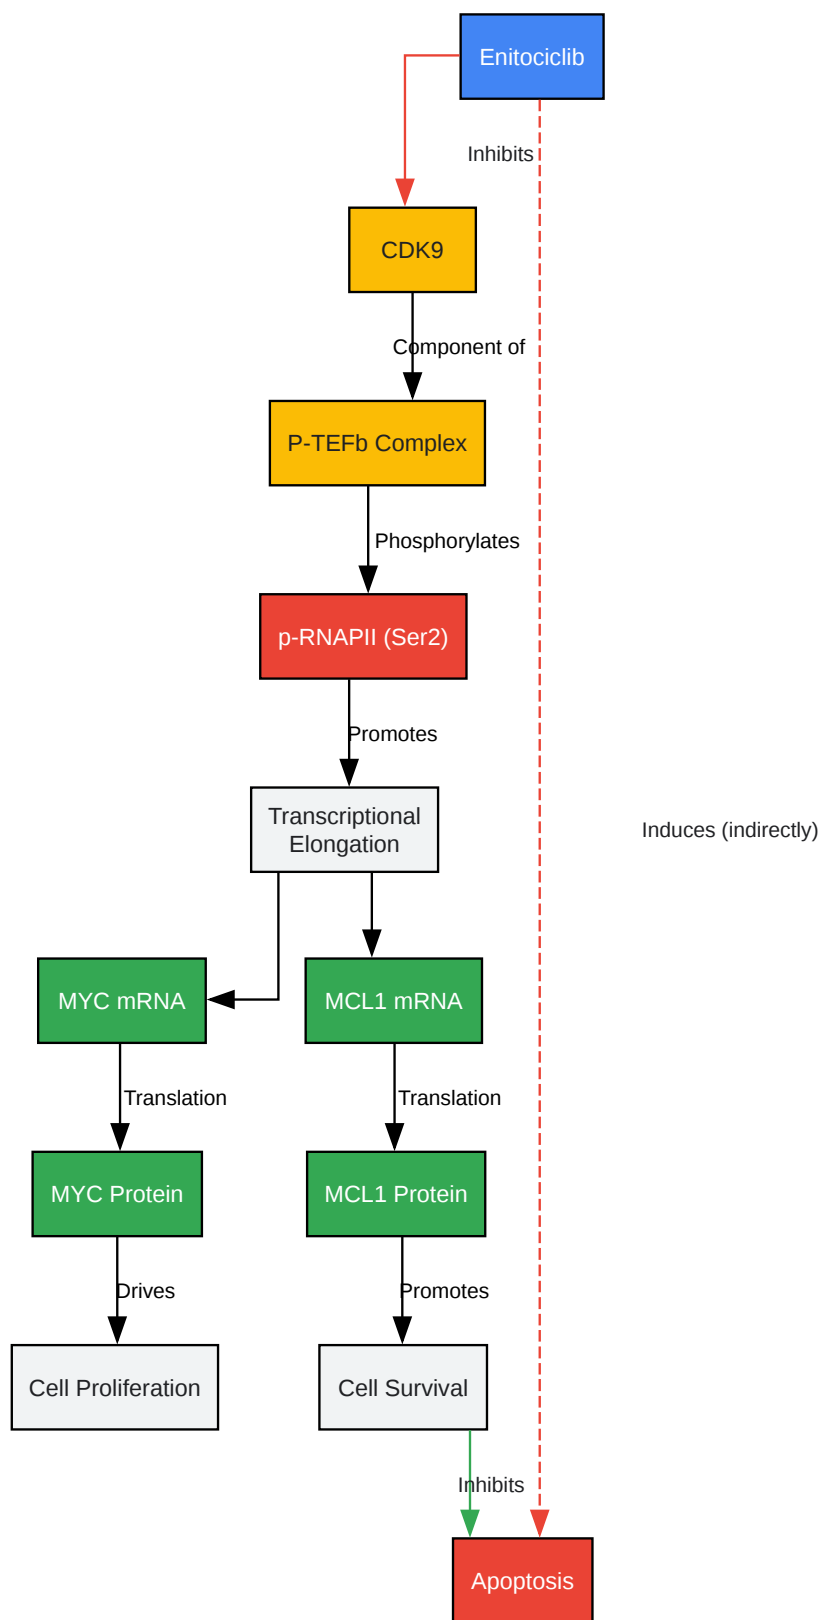 Enitociclib
Inhibits
CDK9
Component of
P-TEFb Complex
Phosphorylates
p-RNAPII (Ser2)
Promotes
Transcriptional
Elongation
Induces (indirectly)
MYC mRNA
MCL1 mRNA
Translation
Translation
MYC Protein
MCL1 Protein
Drives
Promotes
Cell Proliferation
Cell Survival
Inhibits
Apoptosis